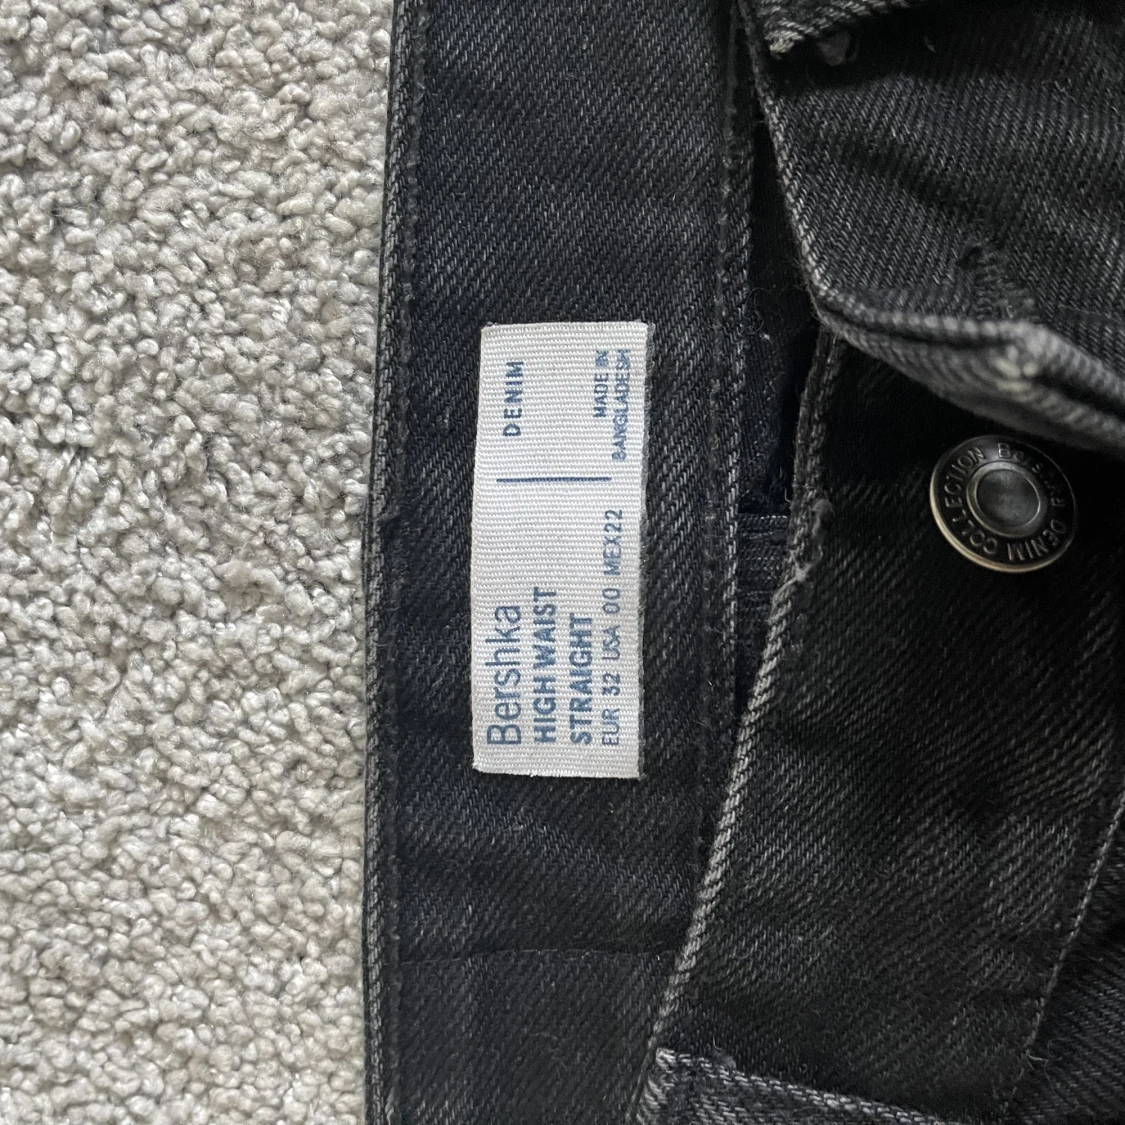 Bershka
HIGH WAIST
STRAIGHT
EUR 32 USA 00 MEX22
DENIM
MADE IN
BANGLADESH
Bershka DENIM COLLECTION